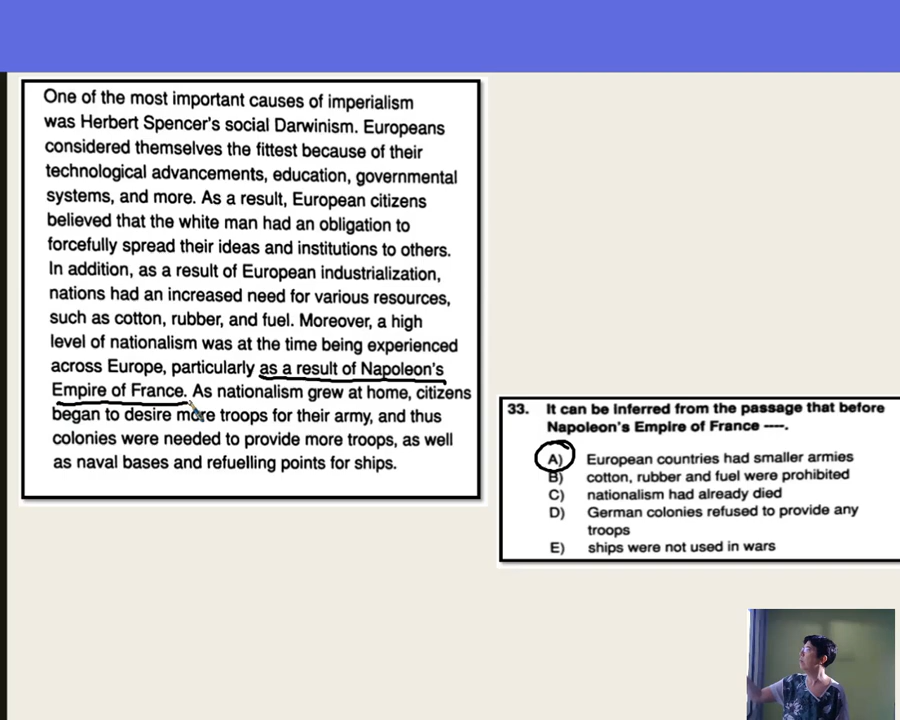 One of the most important causes of imperialism
was Herbert Spencer's social Darwinism. Europeans
considered themselves the fittest because of their
technological advancements, education, governmental
systems, and more. As a result, European citizens
believed that the white man had an obligation to
forcefully spread their ideas and institutions to others.
In addition, as a result of European industrialization,
nations had an increased need for various resources,
such as cotton, rubber, and fuel. Moreover, a high
level of nationalism was at the time being experienced
across Europe, particularly as a result of Napoleon's
Empire of France. As nationalism grew at home, citizens
began to desire more troops for their army, and thus
colonies were needed to provide more troops, as well
as naval bases and refuelling points for ships.
33. It can be inferred from the passage that before
Napoleon's Empire of France ----.
A) European countries had smaller armies
B) cotton, rubber and fuel were prohibited
C) nationalism had already died
D) German colonies refused to provide any
troops
E) ships were not used in wars